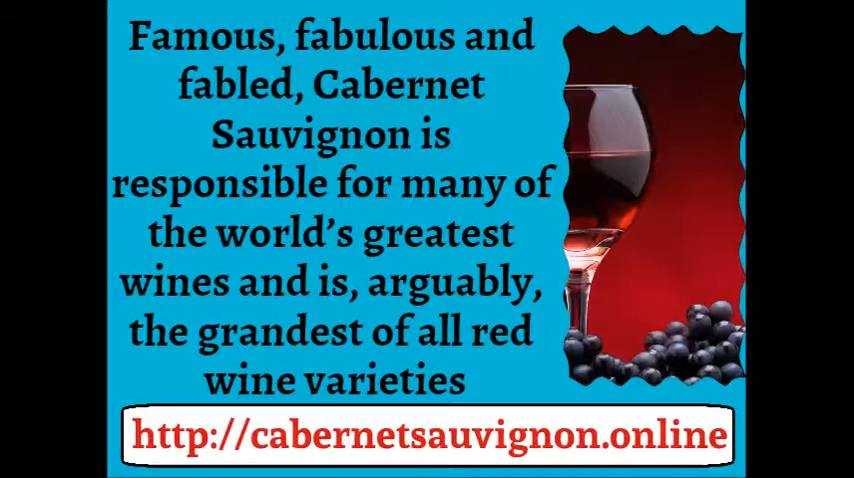 Famous, fabulous and
fabled, Cabernet
Sauvignon is
responsible for many of
the world’s greatest
wines and is, arguably,
the grandest of all red
wine varieties
http://cabernetsauvignon.online